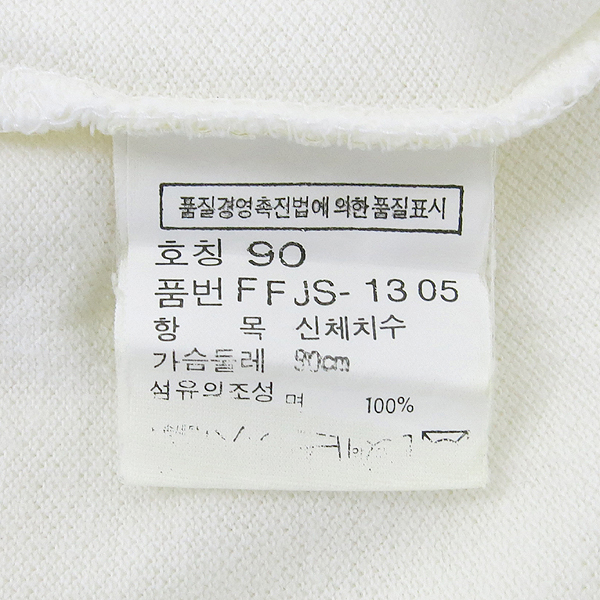 품질경영촉진법에 의한 품질표시
호칭 90
품번 FFJS-1305
항 목 신체치수
가슴둘레 90cm
섬유의조성 면 100%